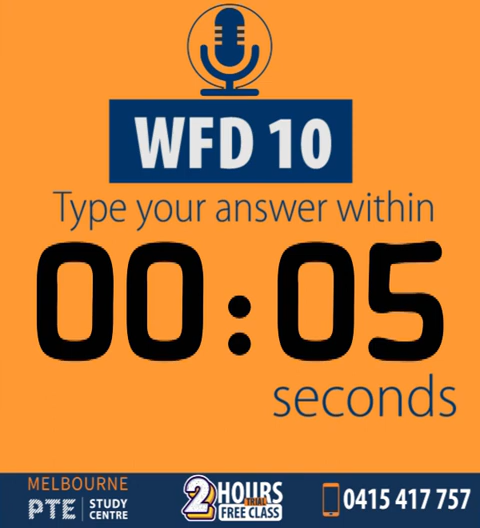 WFD 10
Type your answer within
00:05
seconds
MELBOURNE
PTE STUDY CENTRE
2 HOURS
TRIAL
FREE CLASS
0415 417 757